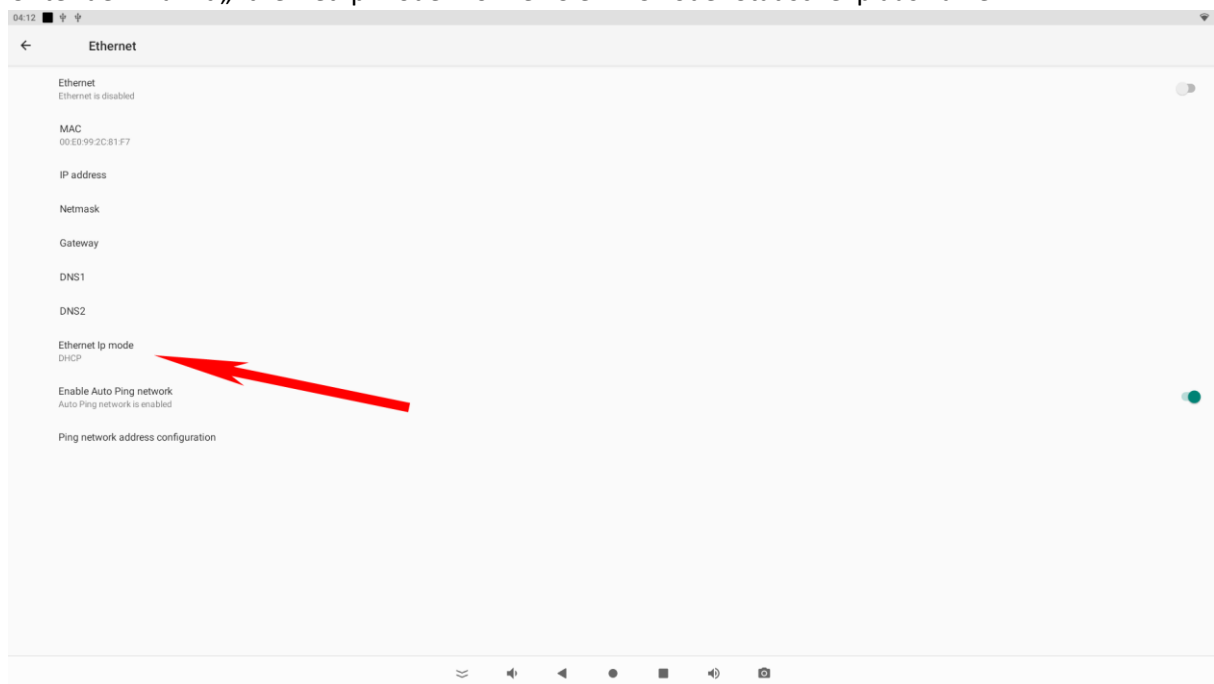 04:12
Ethernet
Ethernet
Ethernet is disabled
MAC
00:E0:99:2C:81:F7
IP address
Netmask
Gateway
DNS1
DNS2
Ethernet Ip mode
DHCP
Enable Auto Ping network
Auto Ping network is enabled
Ping network address configuration